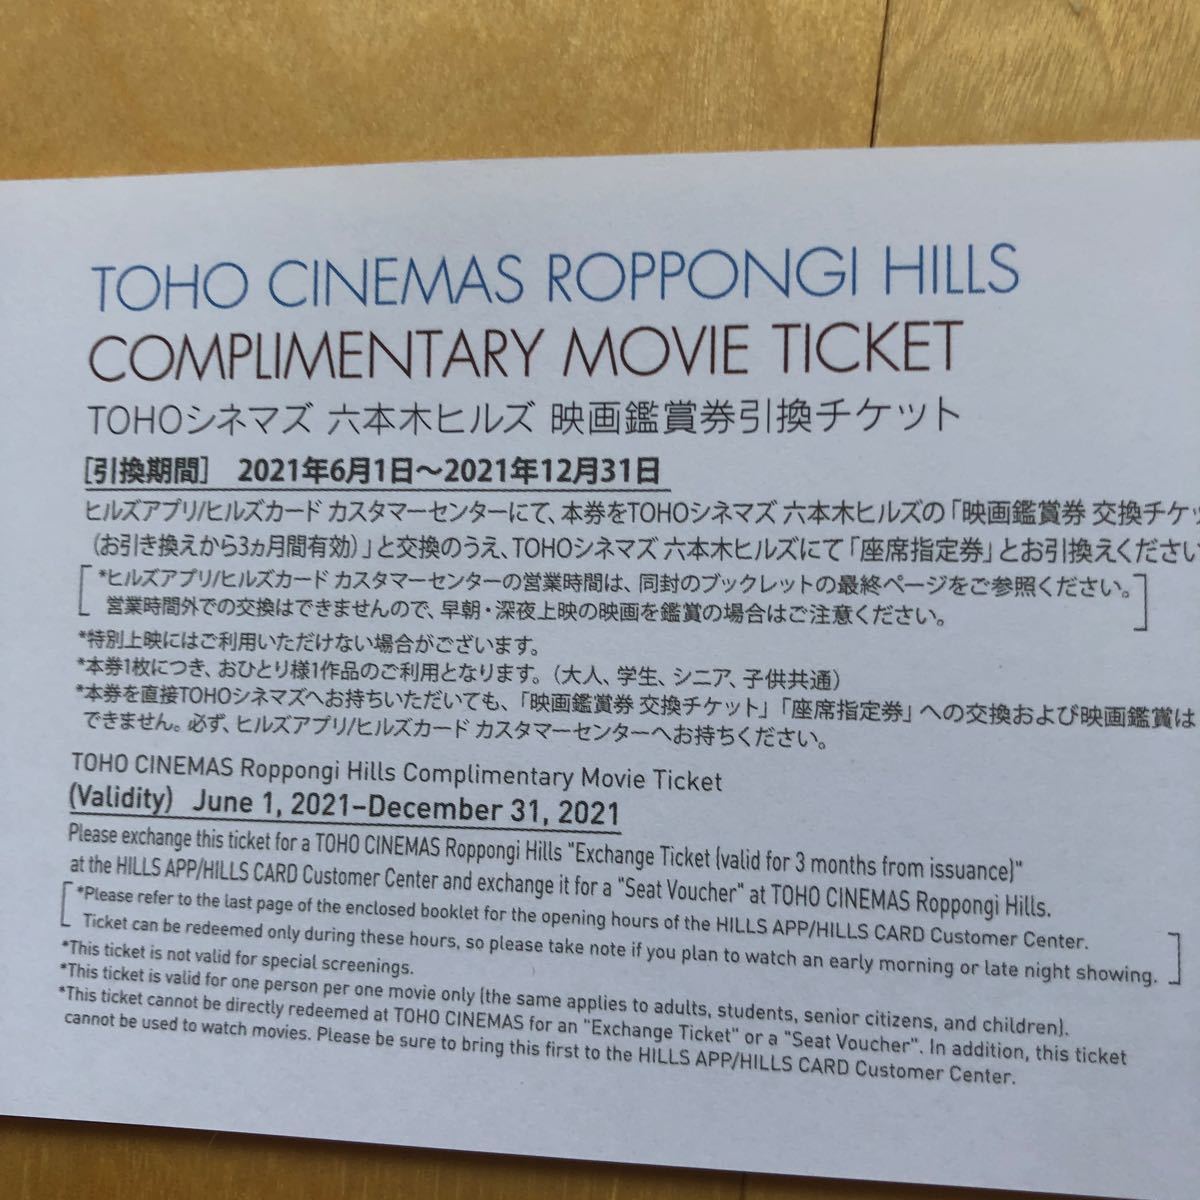 TOHO CINEMAS ROPPONGI HILLS
COMPLIMENTARY MOVIE TICKET
TOHOシネマズ 六本木ヒルズ 映画鑑賞券引換チケット
[引換期間] 2021年6月1日〜2021年12月31日
ヒルズアプリ/ヒルズカード カスタマーセンターにて、本券をTOHOシネマズ 六本木ヒルズの「映画鑑賞券 交換チケッ
(お引き換えから3ヵ月間有効)」と交換のうえ、TOHOシネマズ 六本木ヒルズにて「座席指定券」とお引換えください
*ヒルズアプリ/ヒルズカード カスタマーセンターの営業時間は、同封のブックレットの最終ページをご参照ください。
営業時間外での交換はできませんので、早朝・深夜上映の映画を鑑賞の場合はご注意ください。
*特別上映にはご利用いただけない場合がございます。
*本券1枚につき、おひとり様1作品のご利用となります。(大人、学生、シニア、子供共通)
*本券を直接TOHOシネマズへお持ちいただいても、「映画鑑賞券 交換チケット」「座席指定券」への交換および映画鑑賞は
できません。必ず、ヒルズアプリ/ヒルズカード カスタマーセンターへお持ちください。
TOHO CINEMAS Roppongi Hills Complimentary Movie Ticket
(Validity) June 1, 2021–December 31, 2021
Please exchange this ticket for a TOHO CINEMAS Roppongi Hills "Exchange Ticket (valid for 3 months from issuance)"
at the HILLS APP/HILLS CARD Customer Center and exchange it for a "Seat Voucher" at TOHO CINEMAS Roppongi Hills.
*Please refer to the last page of the enclosed booklet for the opening hours of the HILLS APP/HILLS CARD Customer Center.
Ticket can be redeemed only during these hours, so please take note if you plan to watch an early morning or late night showing.
*This ticket is not valid for special screenings.
*This ticket is valid for one person per one movie only (the same applies to adults, students, senior citizens, and children).
*This ticket cannot be directly redeemed at TOHO CINEMAS for an "Exchange Ticket" or a "Seat Voucher". In addition, this ticket
cannot be used to watch movies. Please be sure to bring this first to the HILLS APP/HILLS CARD Customer Center.